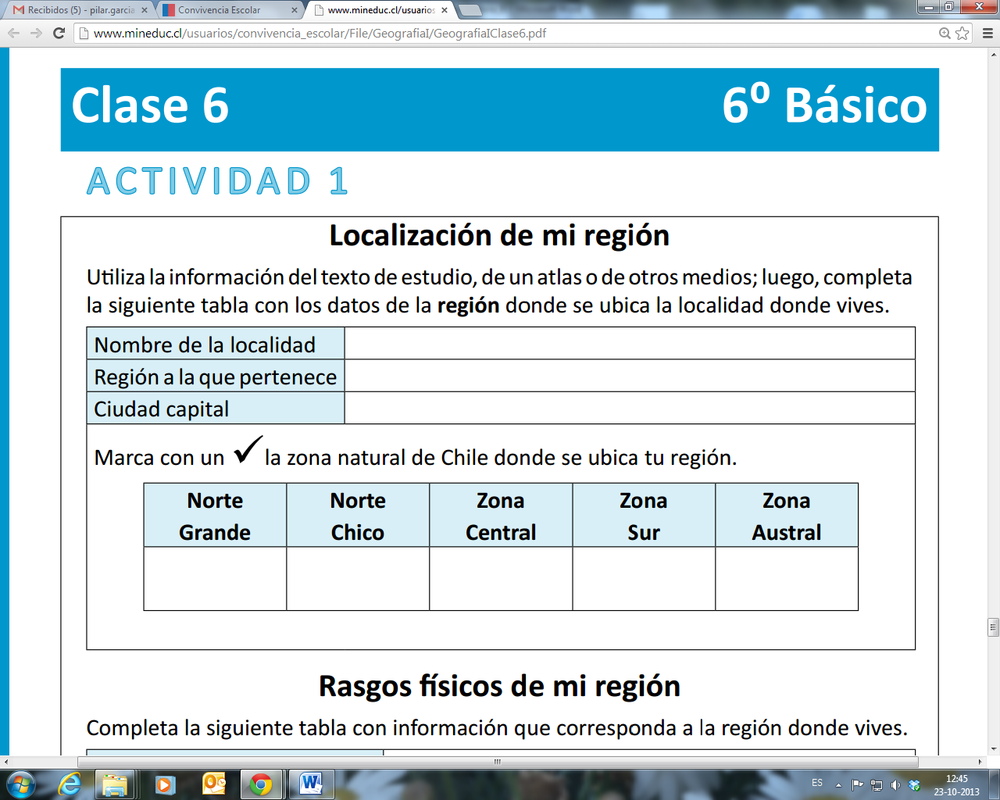 Recibidos (5) - pilar.garcia
Convivencia Escolar
www.mineduc.cl/usuarios
www.mineduc.cl/usuarios/convivencia_escolar/File/GeografiaI/GeografiaIClase6.pdf
Clase 6 6º Básico
ACTIVIDAD 1
Localización de mi región
Utiliza la información del texto de estudio, de un atlas o de otros medios; luego, completa
la siguiente tabla con los datos de la región donde se ubica la localidad donde vives.
Nombre de la localidad
Región a la que pertenece
Ciudad capital
Marca con un ✓ la zona natural de Chile donde se ubica tu región.
Norte Grande
Norte Chico
Zona Central
Zona Sur
Zona Austral
Rasgos físicos de mi región
Completa la siguiente tabla con información que corresponda a la región donde vives.
ES
12:45
23-10-2013